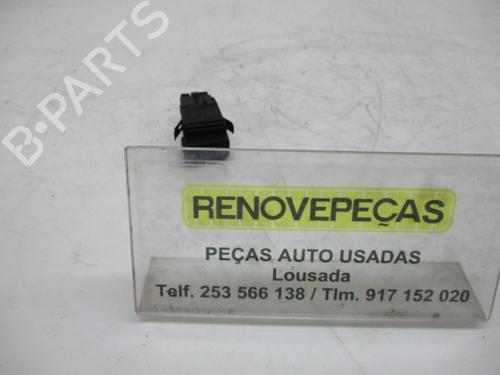 B-PARTS
RENOVEPEÇAS
PEÇAS AUTO USADAS
Lousada
Telf. 253 566 138 / Tlm. 917 152 020